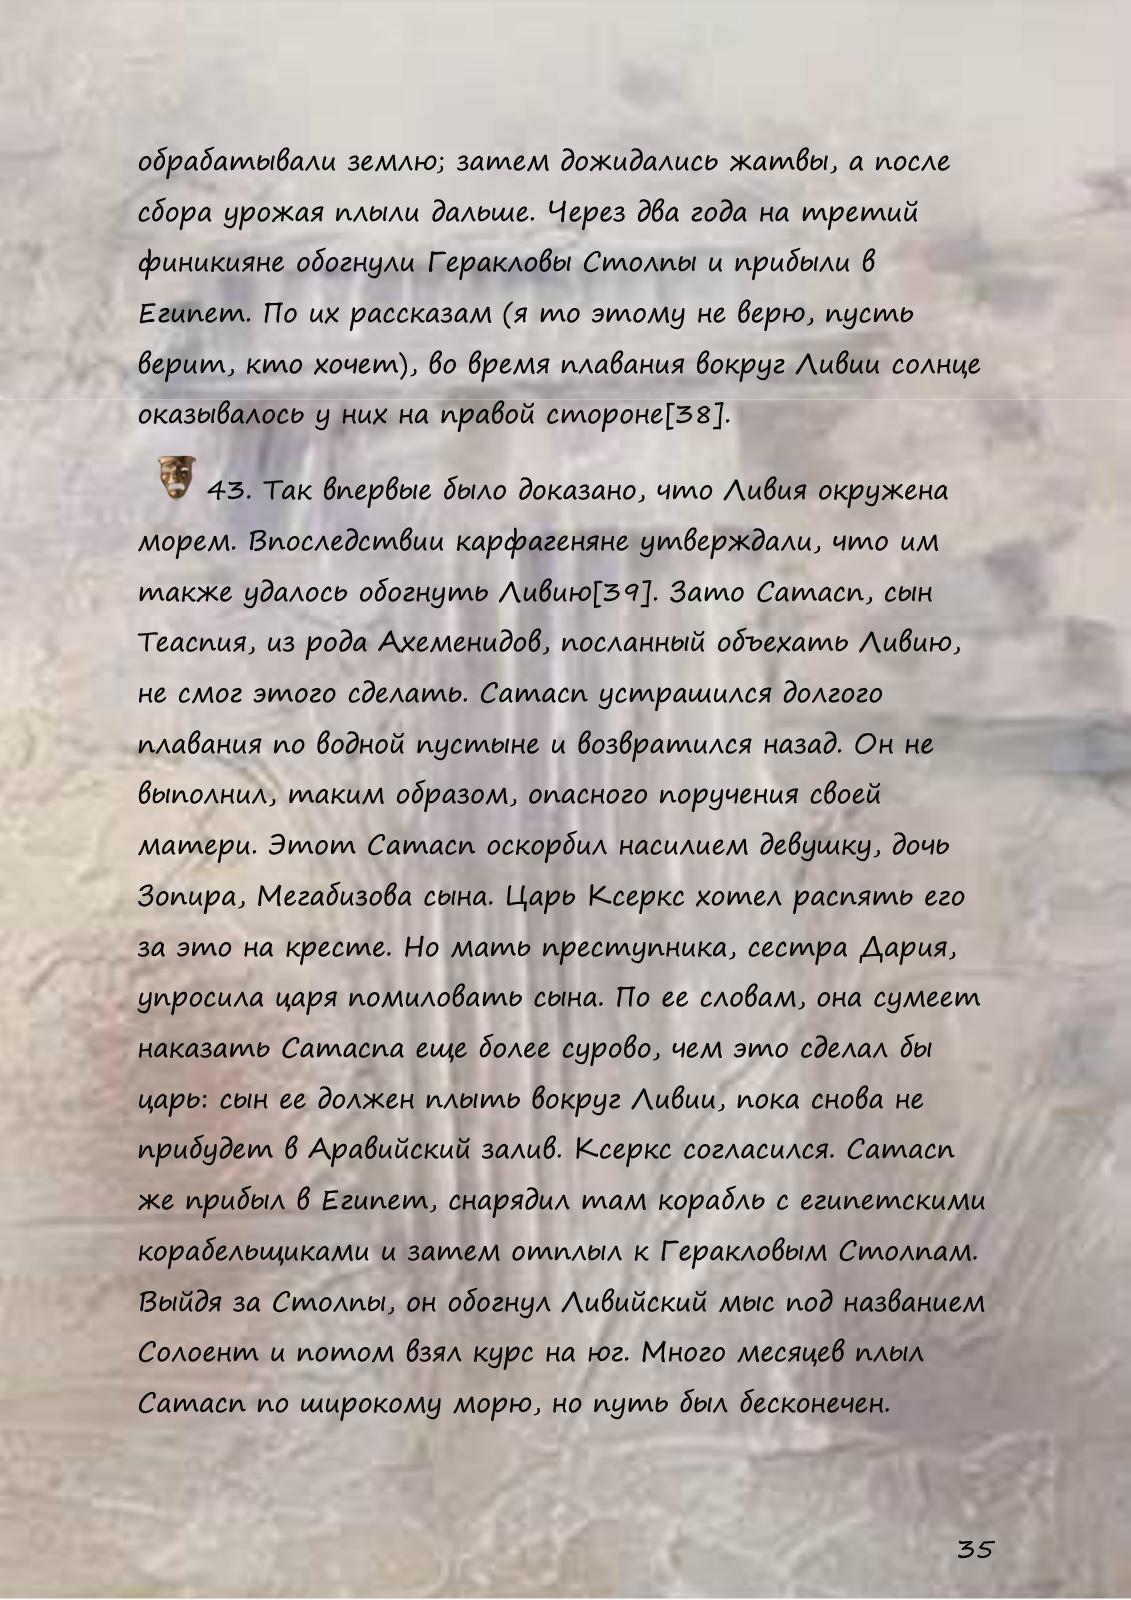 обрабатывали землю; затем дожидались жатвы, а после
сбора урожая плыли дальше. Через два года на третий
финикияне обогнули Геракловы Столпы и прибыли в
Египет. По их рассказам (я то этому не верю, пусть
верит, кто хочет), во время плавания вокруг Ливии солнце
оказывалось у них на правой стороне[38].
43. Так впервые было доказано, что Ливия окружена
морем. Впоследствии карфагеняне утверждали, что им
также удалось обогнуть Ливию[39]. Зато Сатасп, сын
Теаспия, из рода Ахеменидов, посланный объехать Ливию,
не смог этого сделать. Сатасп устрашился долгого
плавания по водной пустыне и возвратился назад. Он не
выполнил, таким образом, опасного поручения своей
матери. Этот Сатасп оскорбил насилием девушку, дочь
Зопира, Мегабизова сына. Царь Ксеркс хотел распять его
за это на кресте. Но мать преступника, сестра Дария,
упросила царя помиловать сына. По ее словам, она сумеет
наказать Сатаспа еще более сурово, чем это сделал бы
царь: сын ее должен плыть вокруг Ливии, пока снова не
прибудет в Аравийский залив. Ксеркс согласился. Сатасп
же прибыл в Египет, снарядил там корабль с египетскими
корабельщиками и затем отплыл к Геракловым Столпам.
Выйдя за Столпы, он обогнул Ливийский мыс под названием
Солоент и потом взял курс на юг. Много месяцев плыл
Сатасп по широкому морю, но путь был бесконечен.
35